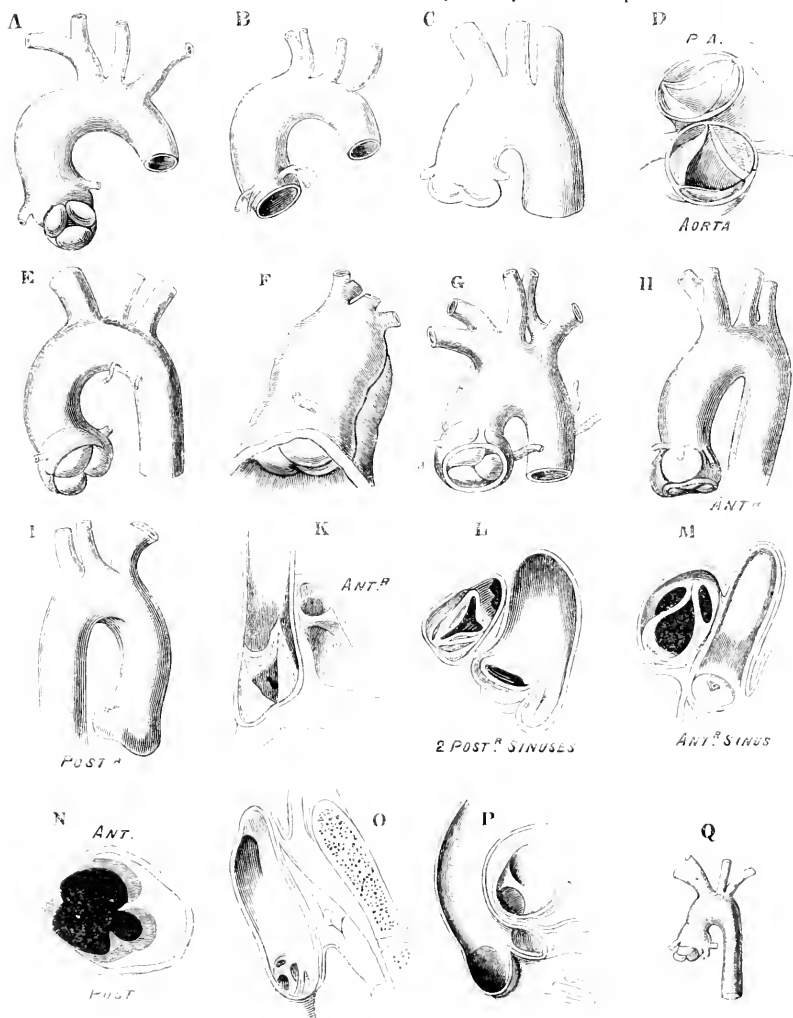 A B C D
P.A.
AORTA
E F G H
ANT R
I K L M
ANT.R
POST R
2 POST.R SINUSES
ANT.R SINUS
N O P Q
ANT.
POST